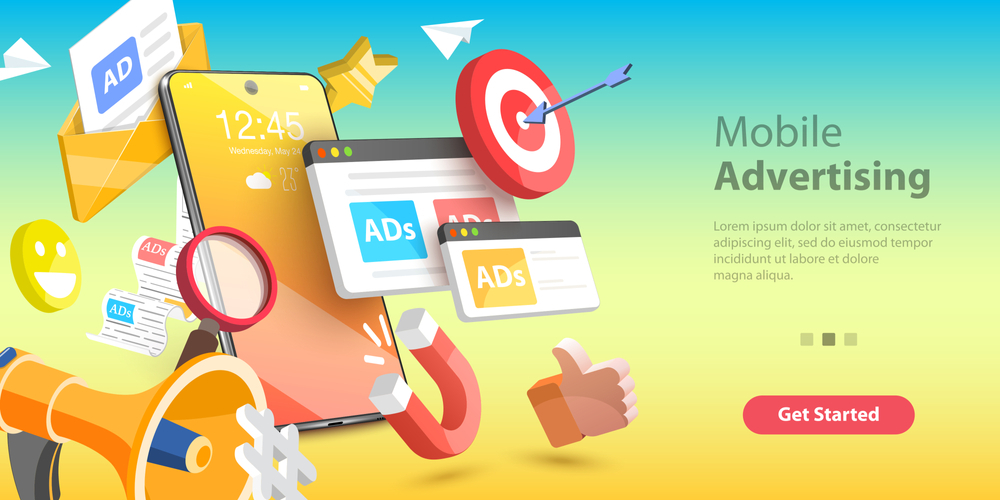 AD
12:45
Wednesday, May 24
23°
ADs
ADs
ADs
ADs
ADs
Mobile
Advertising
Lorem ipsum dolor sit amet, consectetur
adipiscing elit, sed do eiusmod tempor
incididunt ut labore et dolore
magna aliqua.
Get Started